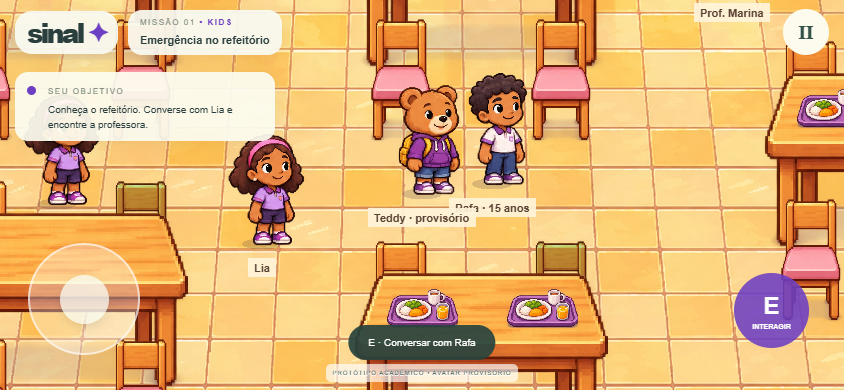 sinal
MISSÃO 01 • KIDS
Emergência no refeitório
Prof. Marina
II
SEU OBJETIVO
Conheça o refeitório. Converse com Lia e
encontre a professora.
Rafa · 15 anos
Teddy · provisório
Lia
E
INTERAGIR
E · Conversar com Rafa
PROTÓTIPO ACADÊMICO • AVATAR PROVISÓRIO